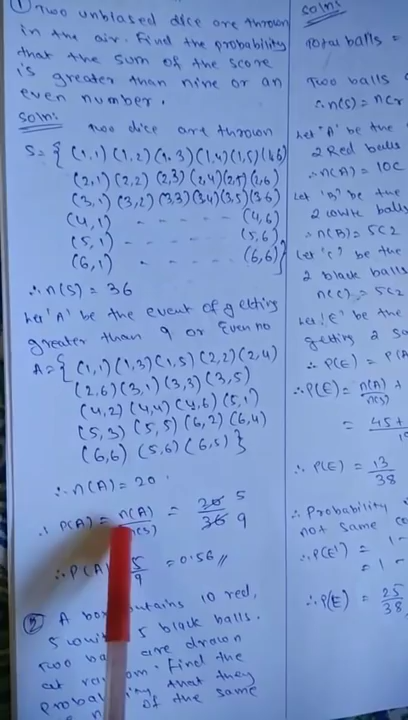 ① Two unbiased dice are thrown
in the air. Find the probability
that the sum of the score
is greater than nine or an
even number.
Soln:
Two dice are thrown
S = { (1,1) (1,2) (1,3) (1,4) (1,5) (1,6)
(2,1) (2,2) (2,3) (2,4) (2,5) (2,6)
(3,1) (3,2) (3,3) (3,4) (3,5) (3,6)
(4,1) - - - - - - (4,6)
(5,1) - - - - - - (5,6)
(6,1) - - - - - - (6,6) }
∴ n(S) = 36
Let 'A' be the event of getting
greater than 9 or Even no
A = { (1,1) (1,3) (1,5) (2,2) (2,4)
(2,6) (3,1) (3,3) (3,5)
(4,2) (4,4) (4,6) (5,1)
(5,3) (5,5) (6,2) (6,4)
(6,6) (5,6) (6,5) }
∴ n(A) = 20
∴ P(A) = n(A)/n(S) = 20/36 5/9
∴ P(A) 5/9 = 0.56 //
② A box contains 10 red,
5 white 5 black balls.
Two balls are drawn
at random. Find the
probability that they
of the same
Soln:
Total balls =
Two balls
∴ n(S) = nCr
Let 'A' be the
2 Red balls
∴ n(A) = 10C
Let 'B' be the
2 white balls
∴ n(B) = 5C2
Let 'C' be the
2 black balls
n(C) = 5C2
Let 'E' be the
getting 2 sa
∴ P(E) = P(A
∴ P(E) = n(A)/n(S) +
= 45+
∴ P(E) = 13/38
∴ Probability
not same co
∴ P(E') = 1 -
= 1 -
∴ P(E) = 25/38